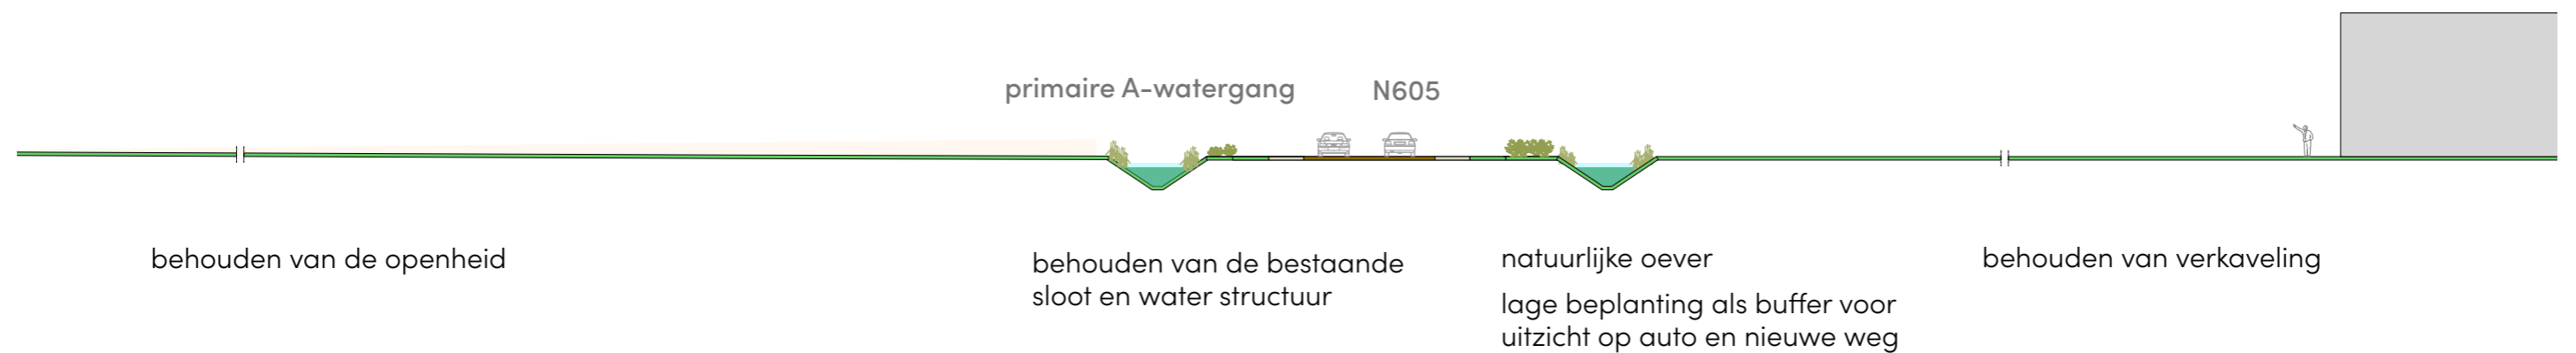 primaire A-watergang
N605
behouden van de openheid
behouden van de bestaande
sloot en water structuur
natuurlijke oever
lage beplanting als buffer voor
uitzicht op auto en nieuwe weg
behouden van verkaveling